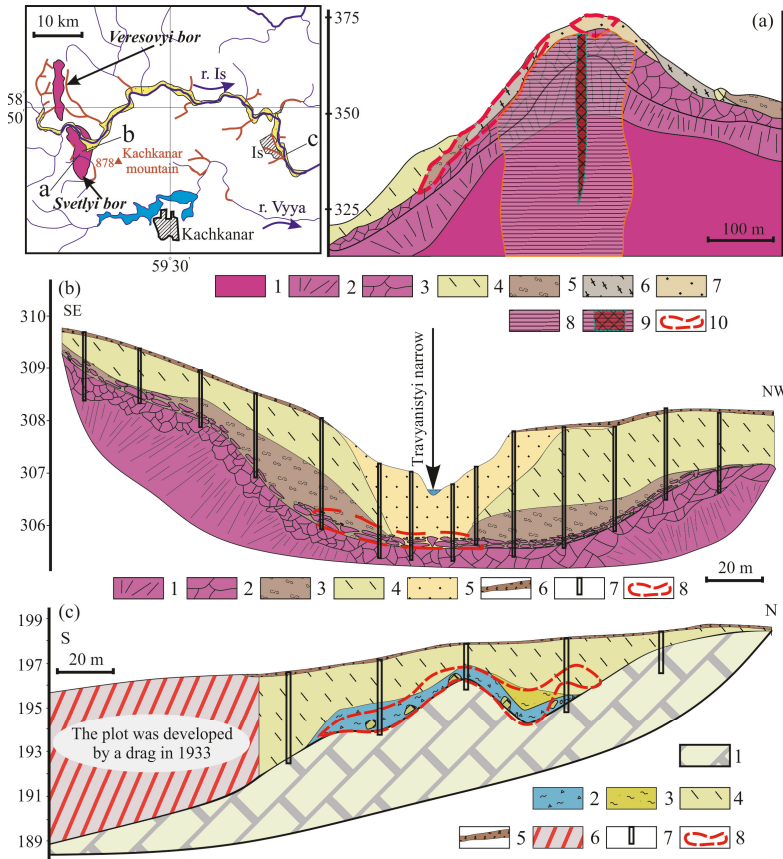 10 km
Veresovyi bor
r. Is
58
50
b
Is
c
878
Kachkanar
mountain
a
Svetlyi bor
r. Vyya
Kachkanar
59°30'
(a)
375
350
325
100 m
1 2 3 4 5 6 7
8 9 10
(b)
SE
NW
310
309
308
307
306
Travyanistyi narrow
20 m
1 2 3 4 5 6 7 8
(c)
S
N
199
197
195
193
191
189
20 m
The plot was developed
by a drag in 1933
1
2 3 4
5 6 7 8